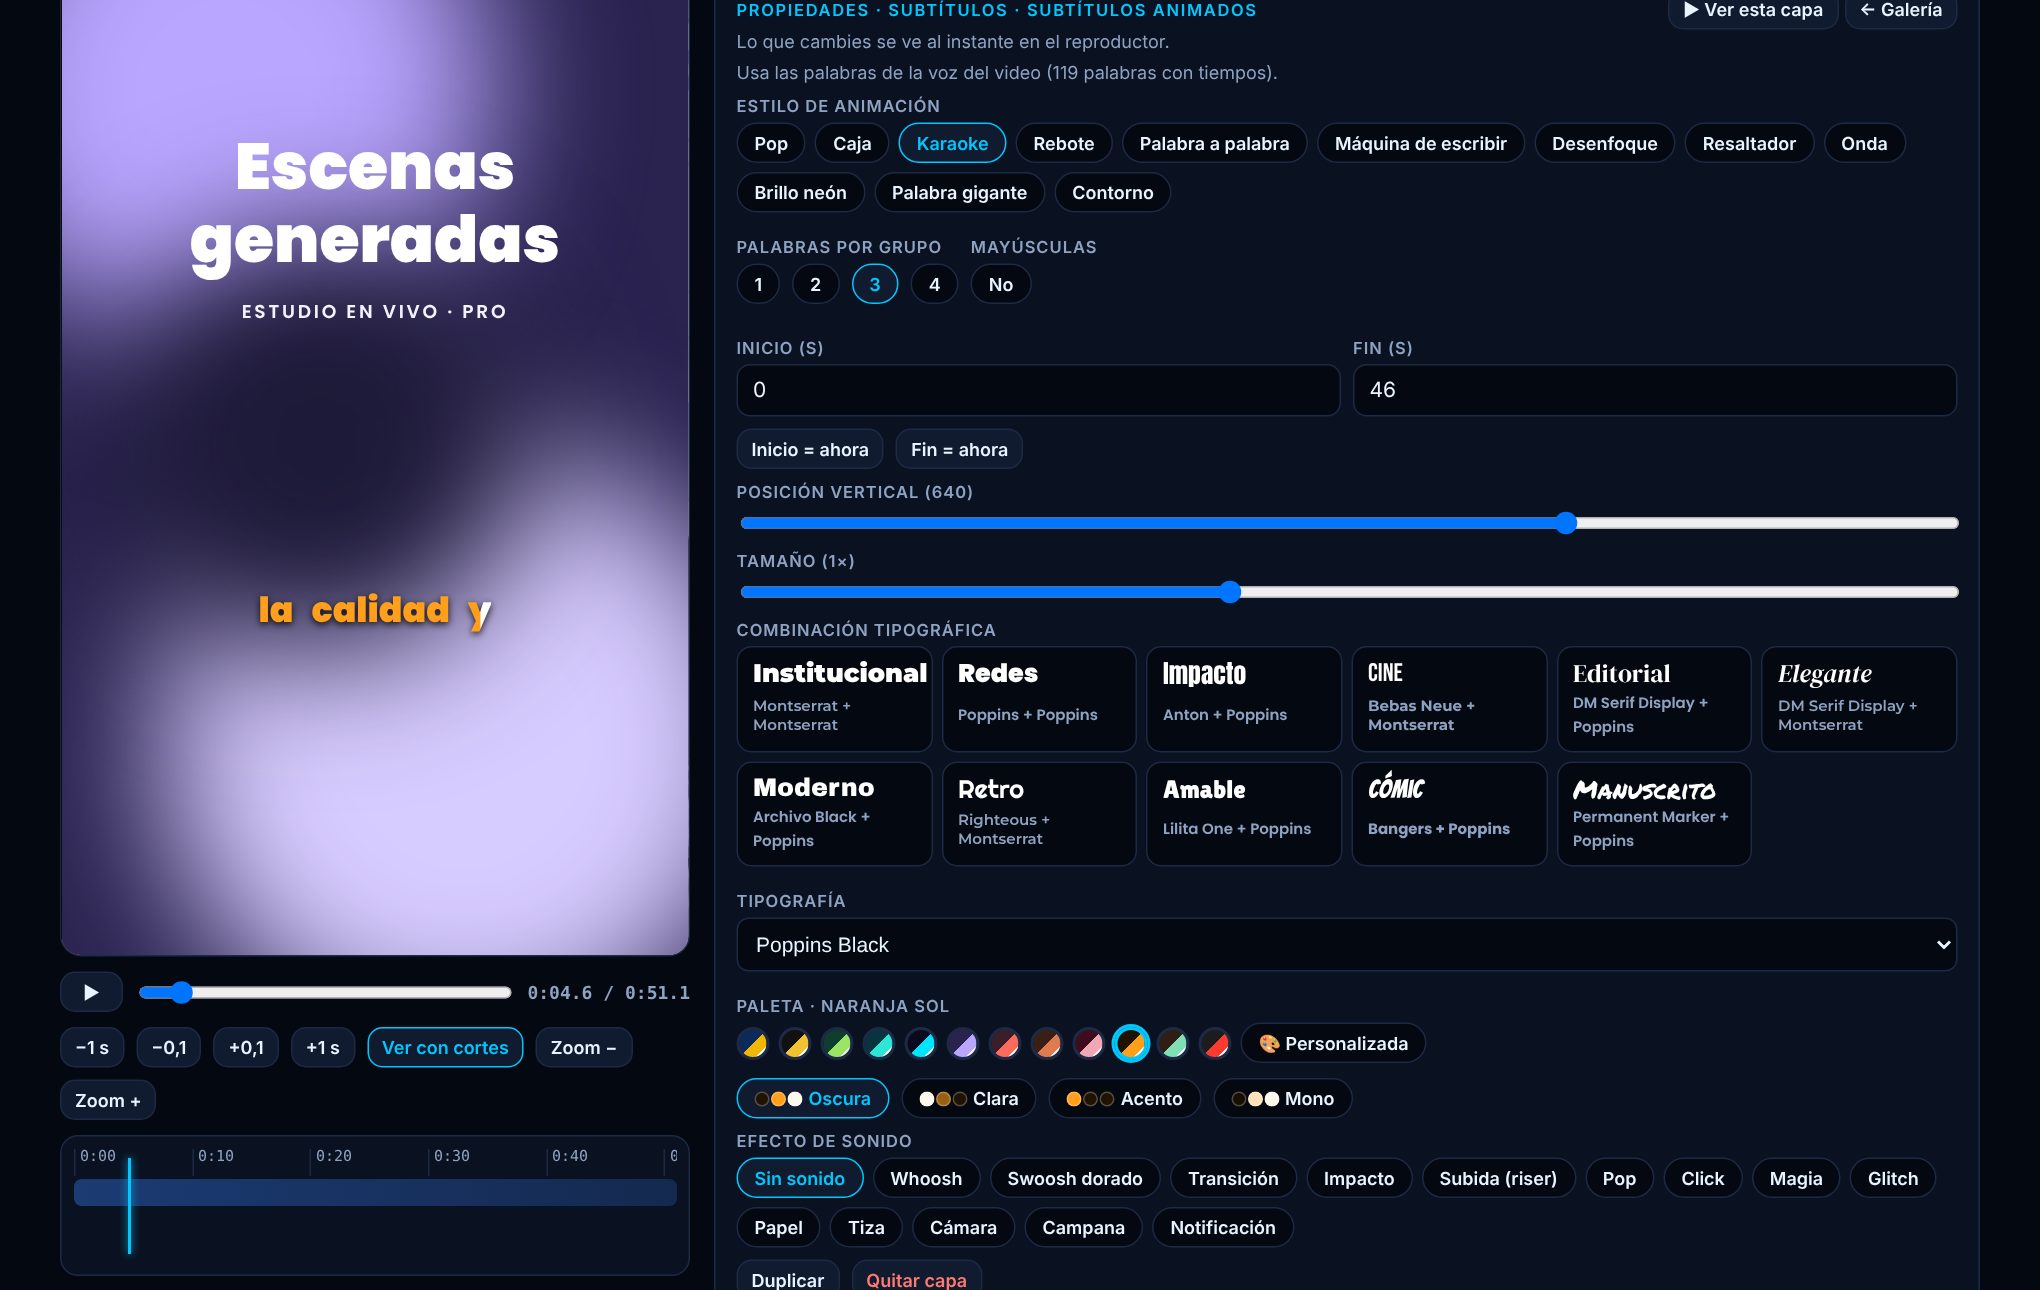 Escenas
generadas
ESTUDIO EN VIVO · PRO
la calidad y
▶
0:04.6 / 0:51.1
−1 s
−0,1
+0,1
+1 s
Ver con cortes
Zoom −
Zoom +
0:00
0:10
0:20
0:30
0:40
PROPIEDADES · SUBTÍTULOS · SUBTÍTULOS ANIMADOS
▶ Ver esta capa
← Galería
Lo que cambies se ve al instante en el reproductor.
Usa las palabras de la voz del video (119 palabras con tiempos).
ESTILO DE ANIMACIÓN
Pop
Caja
Karaoke
Rebote
Palabra a palabra
Máquina de escribir
Desenfoque
Resaltador
Onda
Brillo neón
Palabra gigante
Contorno
PALABRAS POR GRUPO
1
2
3
4
MAYÚSCULAS
No
INICIO (S)
0
FIN (S)
46
Inicio = ahora
Fin = ahora
POSICIÓN VERTICAL (640)
TAMAÑO (1×)
COMBINACIÓN TIPOGRÁFICA
Institucional
Montserrat +
Montserrat
Redes
Poppins + Poppins
Impacto
Anton + Poppins
CINE
Bebas Neue +
Montserrat
Editorial
DM Serif Display +
Poppins
Elegante
DM Serif Display +
Montserrat
Moderno
Archivo Black +
Poppins
Retro
Righteous +
Montserrat
Amable
Lilita One + Poppins
CÓMIC
Bangers + Poppins
MANUSCRITO
Permanent Marker +
Poppins
TIPOGRAFÍA
Poppins Black
PALETA · NARANJA SOL
🎨 Personalizada
Oscura
Clara
Acento
Mono
EFECTO DE SONIDO
Sin sonido
Whoosh
Swoosh dorado
Transición
Impacto
Subida (riser)
Pop
Click
Magia
Glitch
Papel
Tiza
Cámara
Campana
Notificación
Duplicar
Quitar capa